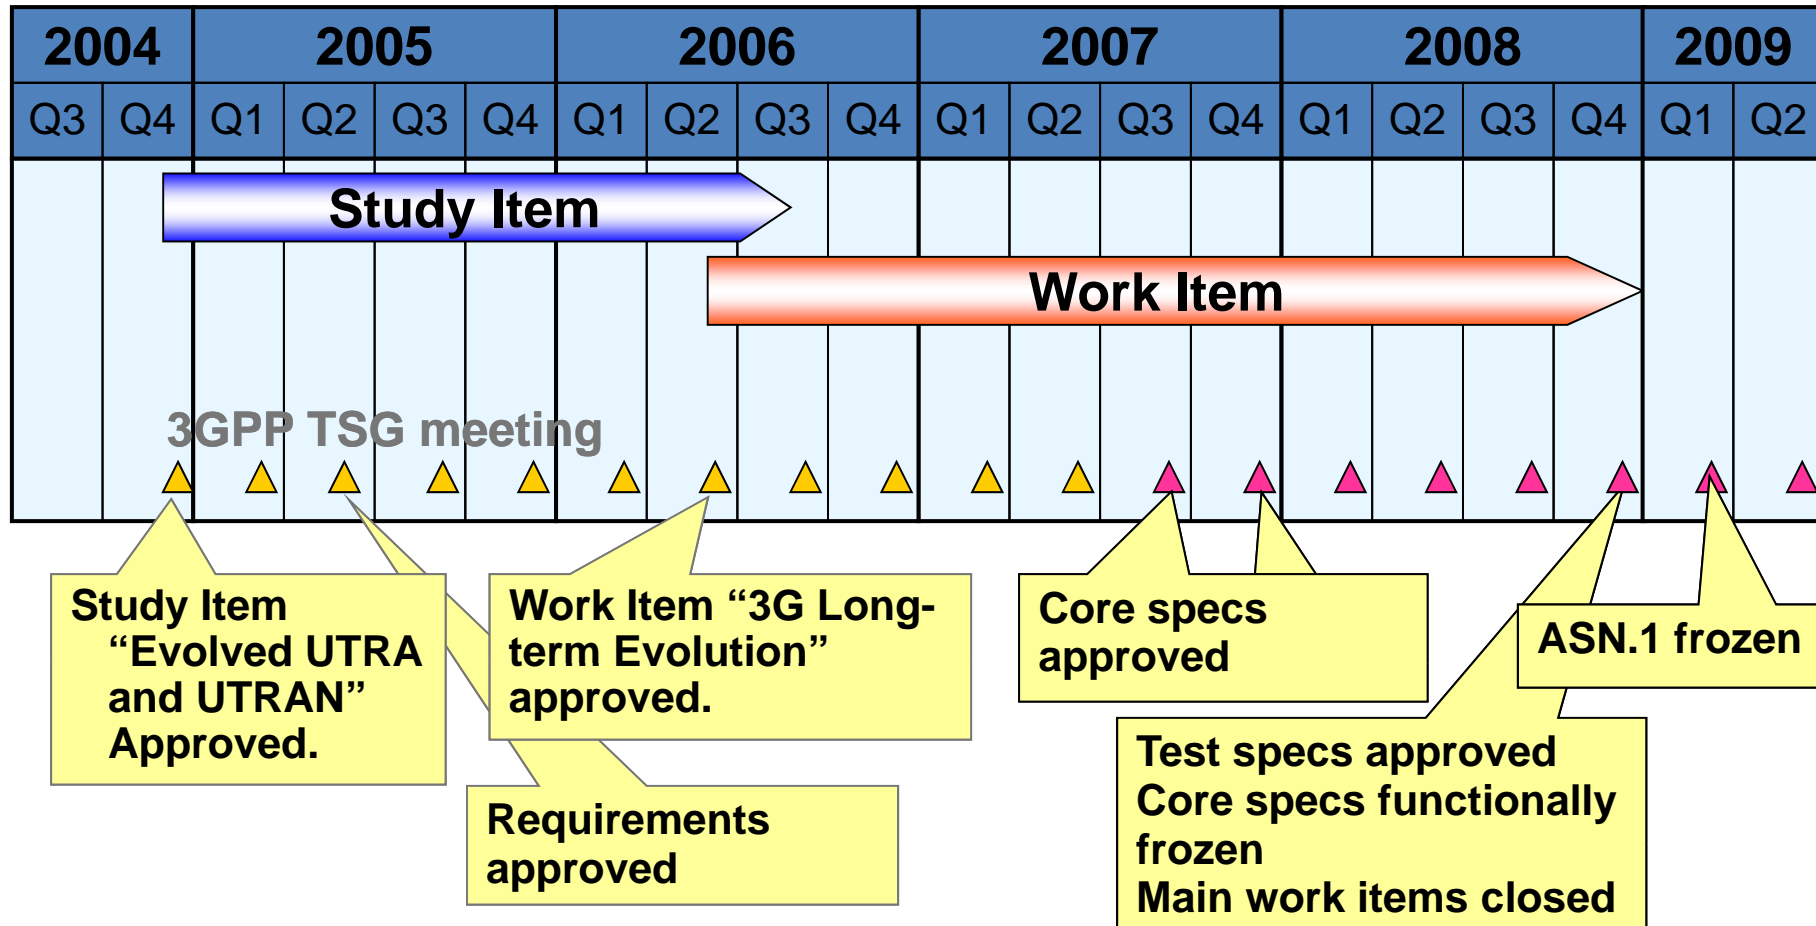 2004 2005 2006 2007 2008 2009
Q3 Q4 Q1 Q2 Q3 Q4 Q1 Q2 Q3 Q4 Q1 Q2 Q3 Q4 Q1 Q2 Q3 Q4 Q1 Q2
Study Item
Work Item
3GPP TSG meeting
Study Item
“Evolved UTRA
and UTRAN”
Approved.
Requirements
approved
Work Item “3G Long-
term Evolution”
approved.
Core specs
approved
Test specs approved
Core specs functionally
frozen
Main work items closed
ASN.1 frozen